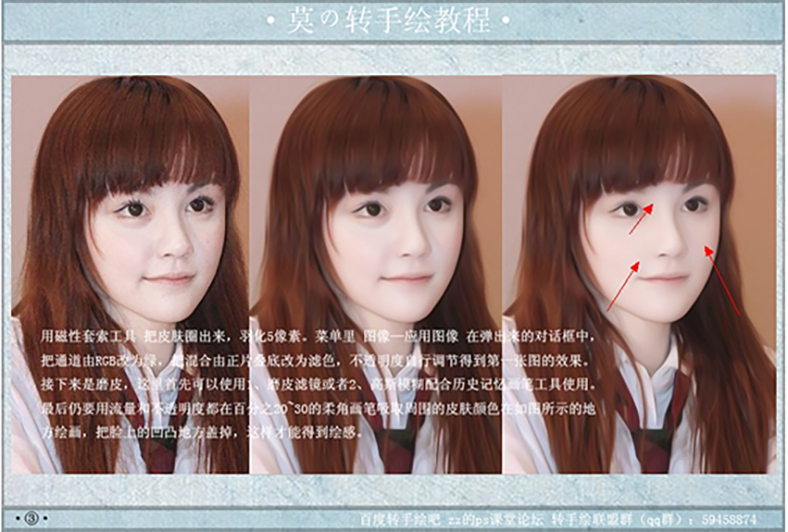 • 莫の转手绘教程 •
用磁性套索工具 把皮肤圈出来，羽化5像素。菜单里 图像—应用图像 在弹出来的对话框中，
把通道由RGB改为绿，把混合由正片叠底改为滤色，不透明度自行调节得到第一张图的效果。
接下来是磨皮，这里首先可以使用1、磨皮滤镜或者2、高斯模糊配合历史记忆画笔工具使用。
最后仍要用流量和不透明度都在百分之20~30的柔角画笔吸取周围的皮肤颜色在如图所示的地
方绘画，把脸上的凹凸地方盖掉，这样才能得到绘感。
• ③ •
百度转手绘吧 zz的ps课堂论坛 转手绘联盟群（qq群）：59458874